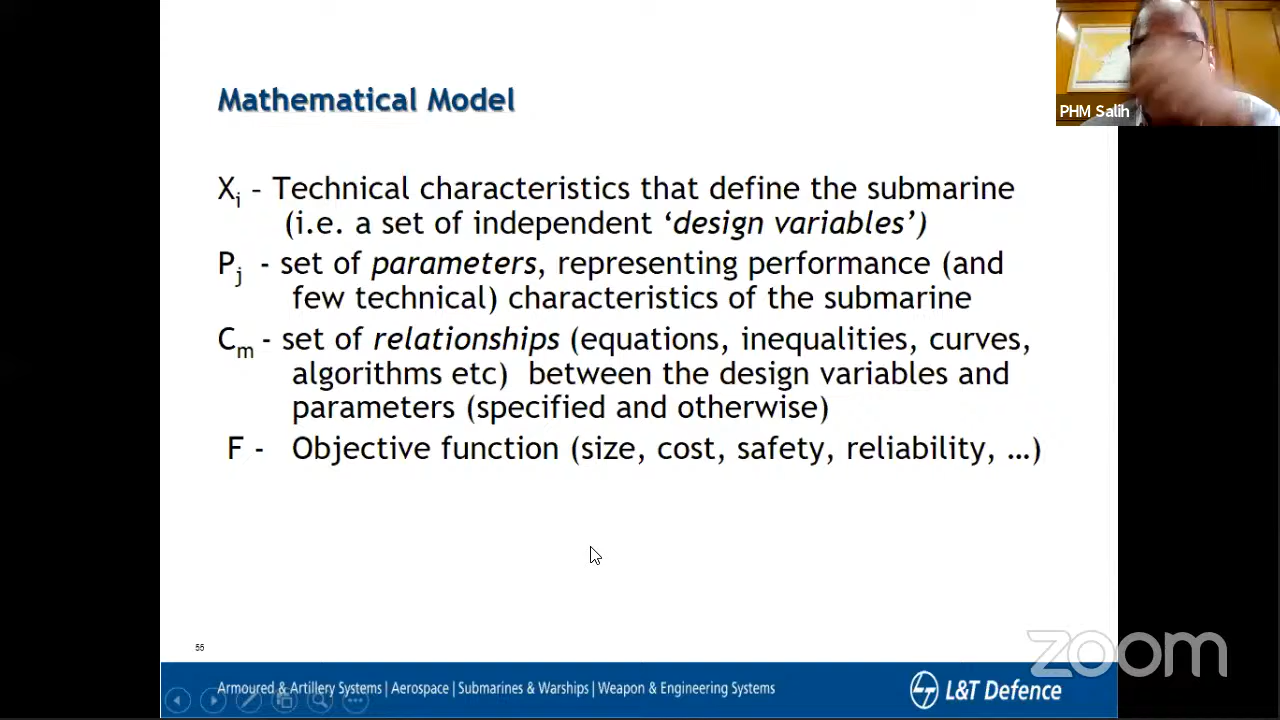 Mathematical Model
PHM Salih
Xi – Technical characteristics that define the submarine
(i.e. a set of independent ‘design variables’)
Pj - set of parameters, representing performance (and
few technical) characteristics of the submarine
Cm - set of relationships (equations, inequalities, curves,
algorithms etc) between the design variables and
parameters (specified and otherwise)
F - Objective function (size, cost, safety, reliability, …)
55
zoom
Armoured & Artillery Systems | Aerospace | Submarines & Warships | Weapon & Engineering Systems
L&T Defence